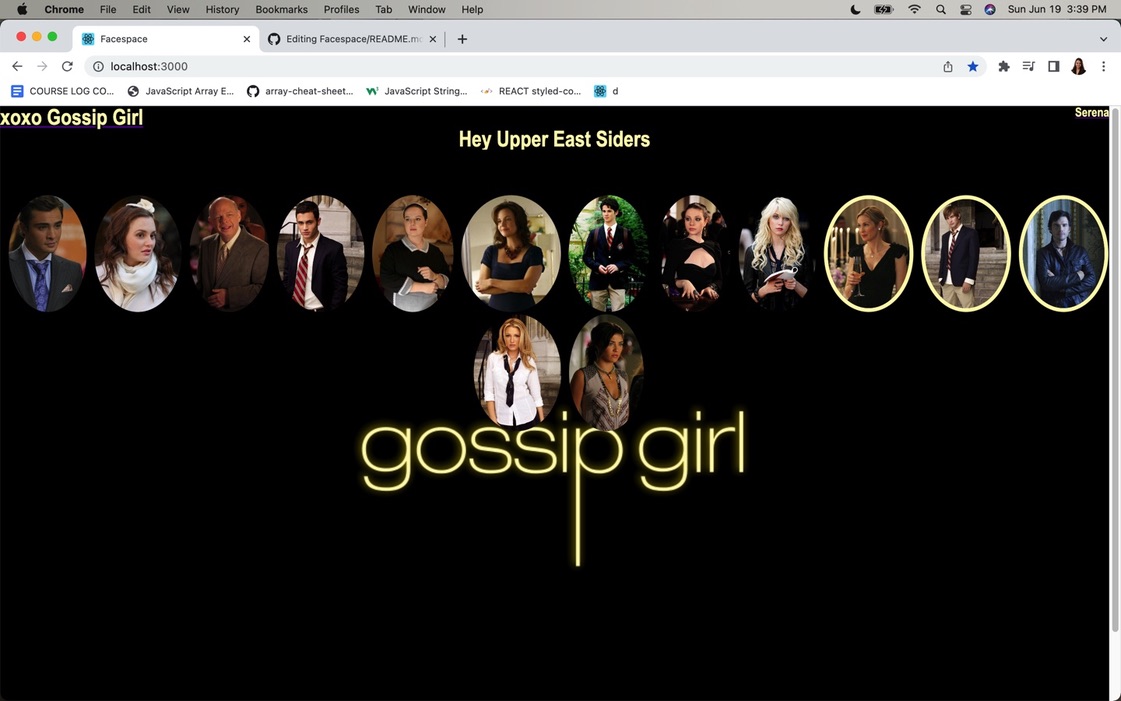 Chrome File Edit View History Bookmarks Profiles Tab Window Help Sun Jun 19 3:39 PM
Facespace Editing Facespace/README.m
localhost:3000
COURSE LOG CO... JavaScript Array E... array-cheat-sheet... JavaScript String... REACT styled-co... d
xoxo Gossip Girl Serena
Hey Upper East Siders
gossip girl